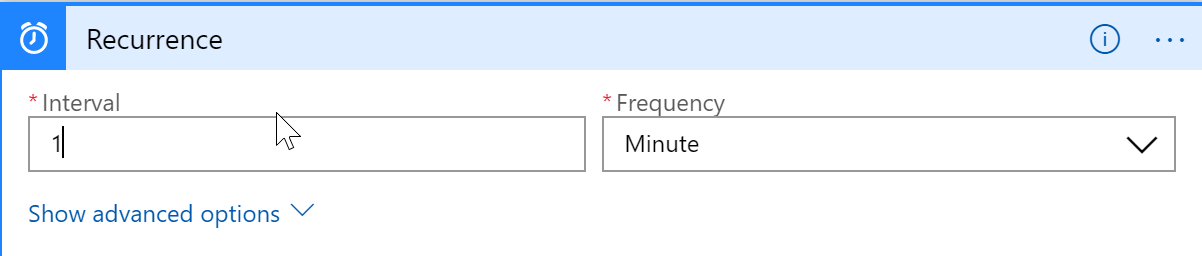 Recurrence
* Interval
* Frequency
1
Minute
Show advanced options